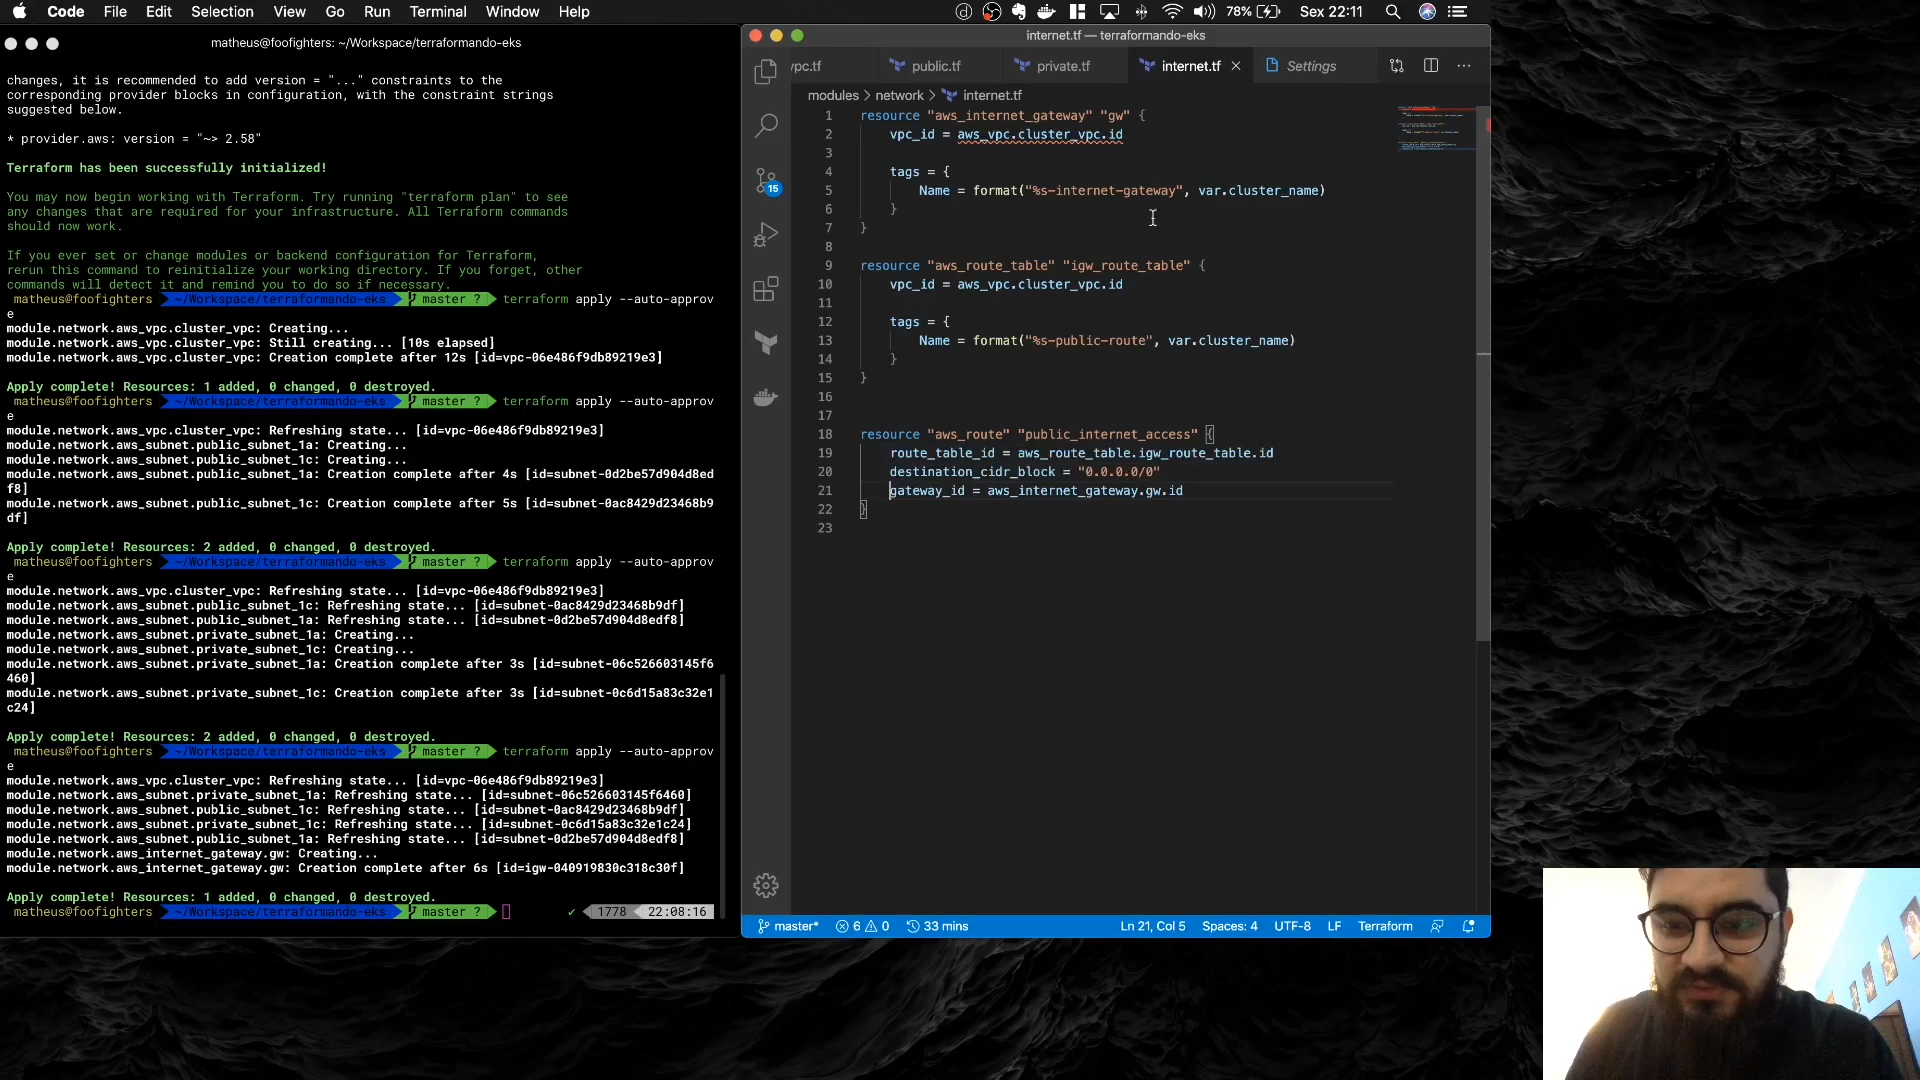 Code File Edit Selection View Go Run Terminal Window Help
78% Sex 22:11
matheus@foofighters: ~/Workspace/terraformando-eks
changes, it is recommended to add version = "..." constraints to the
corresponding provider blocks in configuration, with the constraint strings
suggested below.
* provider.aws: version = "~> 2.58"
Terraform has been successfully initialized!
You may now begin working with Terraform. Try running "terraform plan" to see
any changes that are required for your infrastructure. All Terraform commands
should now work.
If you ever set or change modules or backend configuration for Terraform,
rerun this command to reinitialize your working directory. If you forget, other
commands will detect it and remind you to do so if necessary.
matheus@foofighters ~/Workspace/terraformando-eks master ? terraform apply --auto-approv
e
module.network.aws_vpc.cluster_vpc: Creating...
module.network.aws_vpc.cluster_vpc: Still creating... [10s elapsed]
module.network.aws_vpc.cluster_vpc: Creation complete after 12s [id=vpc-06e486f9db89219e3]
Apply complete! Resources: 1 added, 0 changed, 0 destroyed.
matheus@foofighters ~/Workspace/terraformando-eks master ? terraform apply --auto-approv
e
module.network.aws_vpc.cluster_vpc: Refreshing state... [id=vpc-06e486f9db89219e3]
module.network.aws_subnet.public_subnet_1a: Creating...
module.network.aws_subnet.public_subnet_1c: Creating...
module.network.aws_subnet.public_subnet_1a: Creation complete after 4s [id=subnet-0d2be57d904d8ed
f8]
module.network.aws_subnet.public_subnet_1c: Creation complete after 5s [id=subnet-0ac8429d23468b9
df]
Apply complete! Resources: 2 added, 0 changed, 0 destroyed.
matheus@foofighters ~/Workspace/terraformando-eks master ? terraform apply --auto-approv
e
module.network.aws_vpc.cluster_vpc: Refreshing state... [id=vpc-06e486f9db89219e3]
module.network.aws_subnet.public_subnet_1c: Refreshing state... [id=subnet-0ac8429d23468b9df]
module.network.aws_subnet.public_subnet_1a: Refreshing state... [id=subnet-0d2be57d904d8edf8]
module.network.aws_subnet.private_subnet_1a: Creating...
module.network.aws_subnet.private_subnet_1c: Creating...
module.network.aws_subnet.private_subnet_1a: Creation complete after 3s [id=subnet-06c526603145f6
460]
module.network.aws_subnet.private_subnet_1c: Creation complete after 3s [id=subnet-0c6d15a83c32e1
c24]
Apply complete! Resources: 2 added, 0 changed, 0 destroyed.
matheus@foofighters ~/Workspace/terraformando-eks master ? terraform apply --auto-approv
e
module.network.aws_vpc.cluster_vpc: Refreshing state... [id=vpc-06e486f9db89219e3]
module.network.aws_subnet.private_subnet_1a: Refreshing state... [id=subnet-06c526603145f6460]
module.network.aws_subnet.public_subnet_1c: Refreshing state... [id=subnet-0ac8429d23468b9df]
module.network.aws_subnet.private_subnet_1c: Refreshing state... [id=subnet-0c6d15a83c32e1c24]
module.network.aws_subnet.public_subnet_1a: Refreshing state... [id=subnet-0d2be57d904d8edf8]
module.network.aws_internet_gateway.gw: Creating...
module.network.aws_internet_gateway.gw: Creation complete after 6s [id=igw-040919830c318c30f]
Apply complete! Resources: 1 added, 0 changed, 0 destroyed.
matheus@foofighters ~/Workspace/terraformando-eks master ? ✓ 1778 22:08:16
internet.tf — terraformando-eks
vpc.tf public.tf private.tf internet.tf Settings
modules > network > internet.tf
15
1 resource "aws_internet_gateway" "gw" {
2 vpc_id = aws_vpc.cluster_vpc.id
3
4 tags = {
5 Name = format("%s-internet-gateway", var.cluster_name)
6 }
7 }
8
9 resource "aws_route_table" "igw_route_table" {
10 vpc_id = aws_vpc.cluster_vpc.id
11
12 tags = {
13 Name = format("%s-public-route", var.cluster_name)
14 }
15 }
16
17
18 resource "aws_route" "public_internet_access" {
19 route_table_id = aws_route_table.igw_route_table.id
20 destination_cidr_block = "0.0.0.0/0"
21 gateway_id = aws_internet_gateway.gw.id
22 }
23
master* 6 0 33 mins Ln 21, Col 5 Spaces: 4 UTF-8 LF Terraform